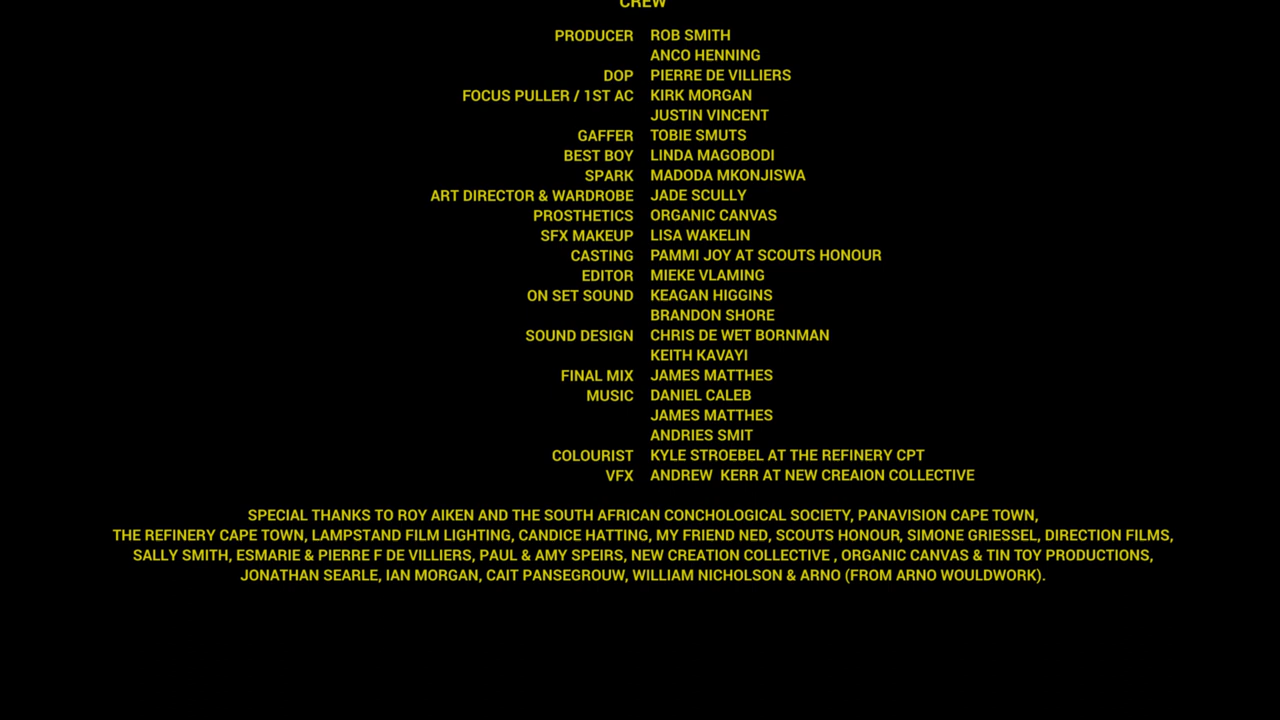 CREW
PRODUCER ROB SMITH
ANCO HENNING
DOP PIERRE DE VILLIERS
FOCUS PULLER / 1ST AC KIRK MORGAN
JUSTIN VINCENT
GAFFER TOBIE SMUTS
BEST BOY LINDA MAGOBODI
SPARK MADODA MKONJISWA
ART DIRECTOR & WARDROBE JADE SCULLY
PROSTHETICS ORGANIC CANVAS
SFX MAKEUP LISA WAKELIN
CASTING PAMMI JOY AT SCOUTS HONOUR
EDITOR MIEKE VLAMING
ON SET SOUND KEAGAN HIGGINS
BRANDON SHORE
SOUND DESIGN CHRIS DE WET BORNMAN
KEITH KAVAYI
FINAL MIX JAMES MATTHES
MUSIC DANIEL CALEB
JAMES MATTHES
ANDRIES SMIT
COLOURIST KYLE STROEBEL AT THE REFINERY CPT
VFX ANDREW  KERR AT NEW CREAION COLLECTIVE
SPECIAL THANKS TO ROY AIKEN AND THE SOUTH AFRICAN CONCHOLOGICAL SOCIETY, PANAVISION CAPE TOWN,
THE REFINERY CAPE TOWN, LAMPSTAND FILM LIGHTING, CANDICE HATTING, MY FRIEND NED, SCOUTS HONOUR, SIMONE GRIESSEL, DIRECTION FILMS,
SALLY SMITH, ESMARIE & PIERRE F DE VILLIERS, PAUL & AMY SPEIRS, NEW CREATION COLLECTIVE , ORGANIC CANVAS & TIN TOY PRODUCTIONS,
JONATHAN SEARLE, IAN MORGAN, CAIT PANSEGROUW, WILLIAM NICHOLSON & ARNO (FROM ARNO WOULDWORK).